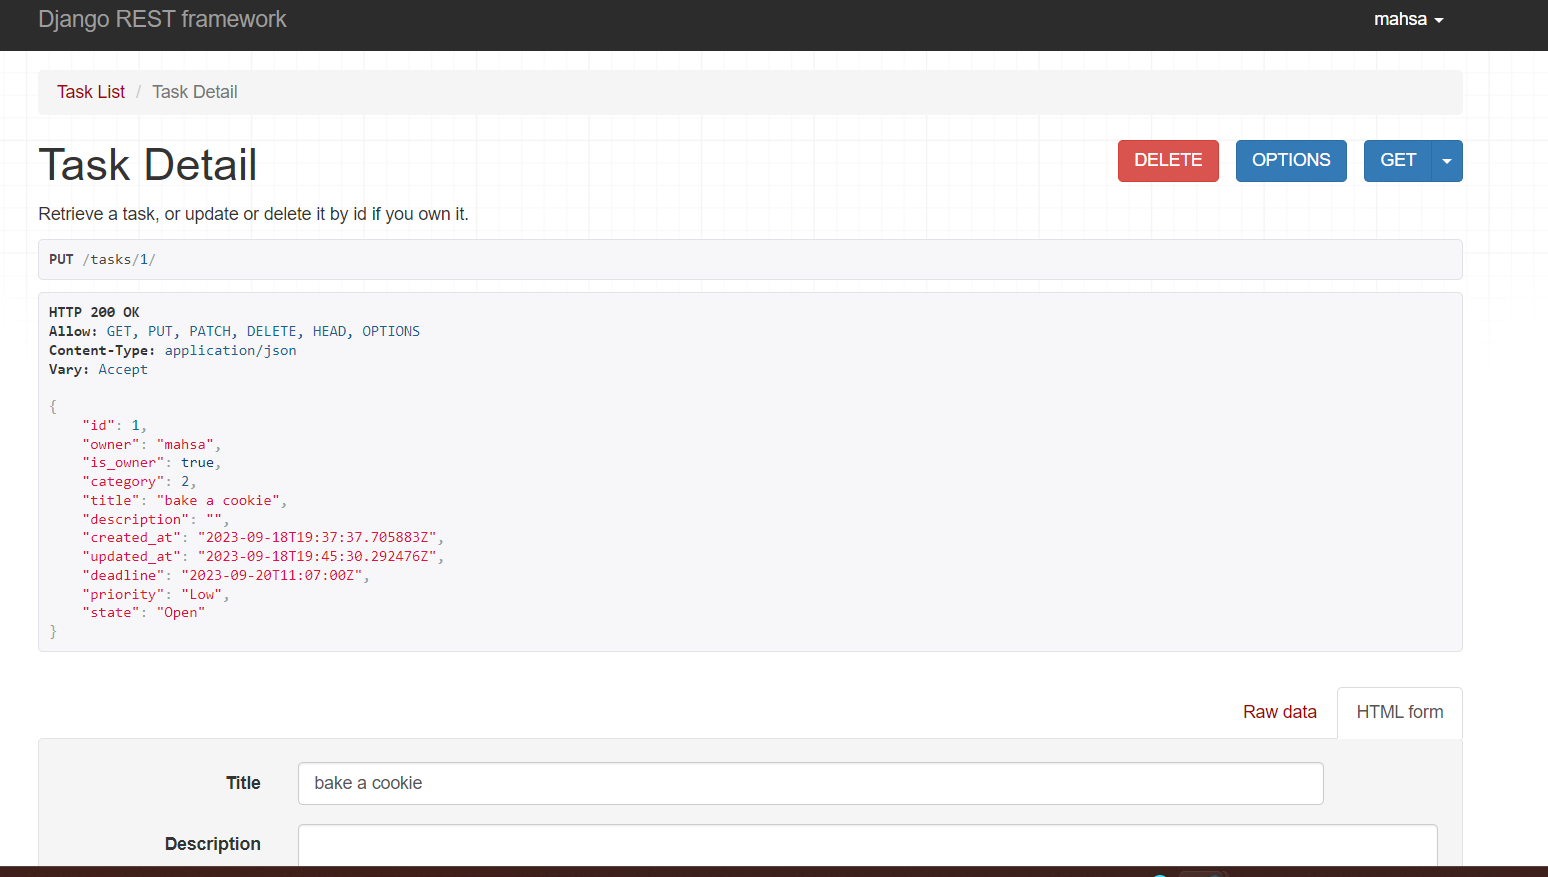 Django REST framework
mahsa
Task List / Task Detail
Task Detail
DELETE
OPTIONS
GET
Retrieve a task, or update or delete it by id if you own it.
PUT /tasks/1/
HTTP 200 OK
Allow: GET, PUT, PATCH, DELETE, HEAD, OPTIONS
Content-Type: application/json
Vary: Accept
{
"id": 1,
"owner": "mahsa",
"is_owner": true,
"category": 2,
"title": "bake a cookie",
"description": "",
"created_at": "2023-09-18T19:37:37.705883Z",
"updated_at": "2023-09-18T19:45:30.292476Z",
"deadline": "2023-09-20T11:07:00Z",
"priority": "Low",
"state": "Open"
}
Raw data
HTML form
Title
bake a cookie
Description